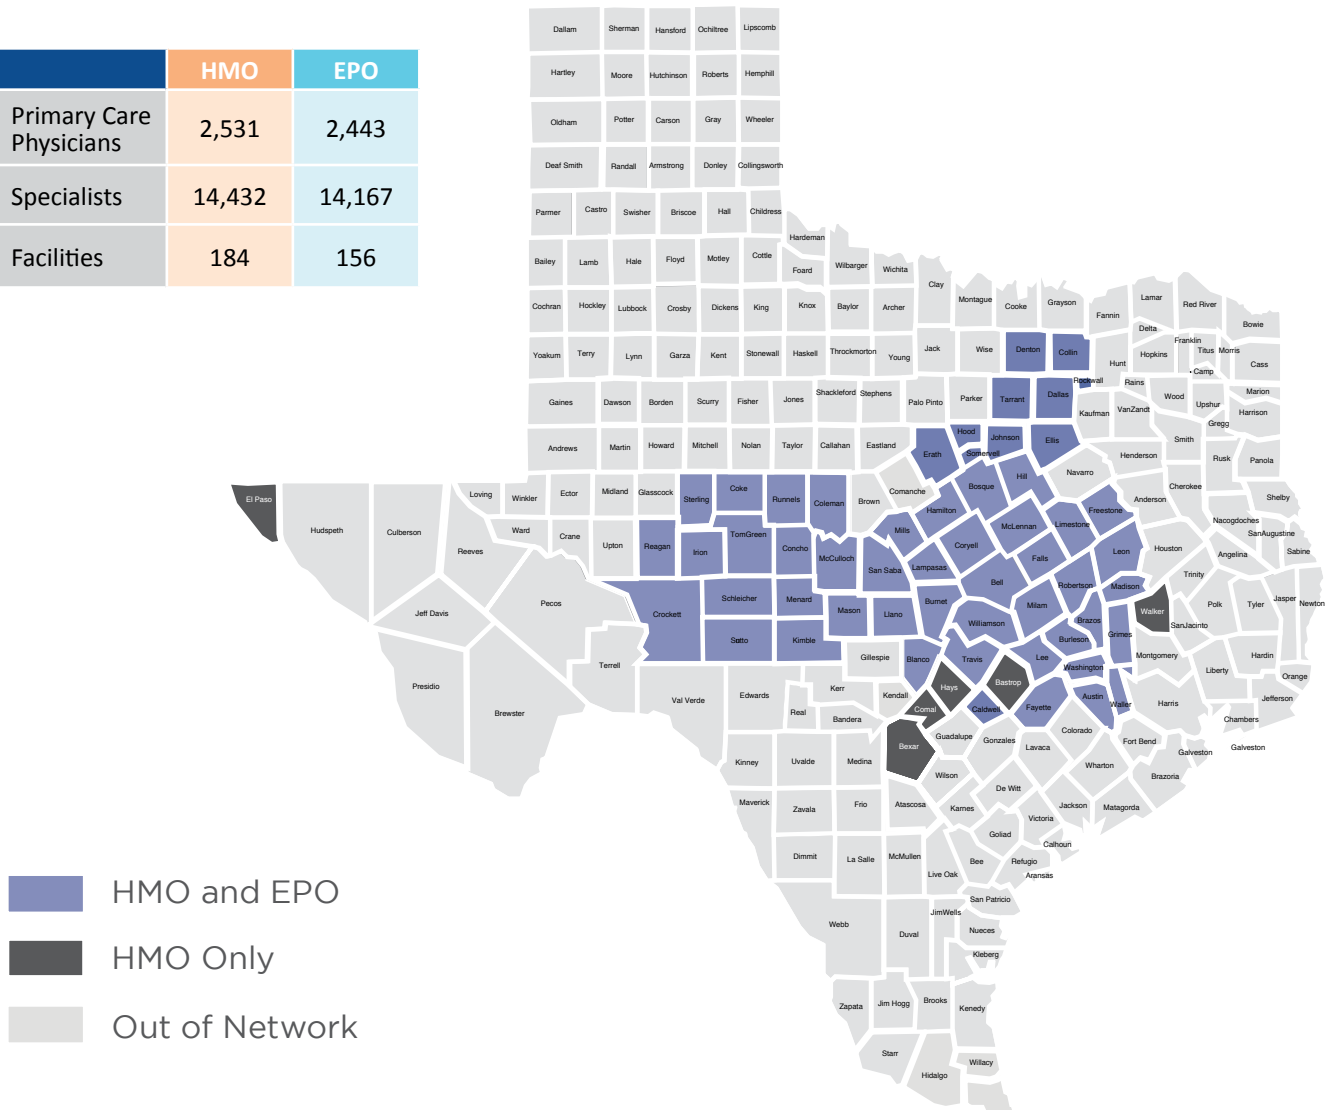 HMO EPO
Primary Care Physicians 2,531 2,443
Specialists 14,432 14,167
Facilities 184 156
Dallam Sherman Hansford Ochiltree Lipscomb
Hartley Moore Hutchinson Roberts Hemphill
Oldham Potter Carson Gray Wheeler
Deaf Smith Randall Armstrong Donley Collingsworth
Parmer Castro Swisher Briscoe Hall Childress
Hardeman
Bailey Lamb Hale Floyd Motley Cottle Foard Wilbarger Wichita
Clay Montague Cooke Grayson Fannin Lamar Red River Bowie
Cochran Hockley Lubbock Crosby Dickens King Knox Baylor Archer
Delta Franklin Titus Morris Cass
Yoakum Terry Lynn Garza Kent Stonewall Haskell Throckmorton Young Jack Wise Denton Collin Hunt Hopkins Camp
Rockwall Rains Wood Upshur Marion
Gaines Dawson Borden Scurry Fisher Jones Shackleford Stephens Palo Pinto Parker Tarrant Dallas Kaufman VanZandt Harrison
Gregg
Andrews Martin Howard Mitchell Nolan Taylor Callahan Eastland Erath Hood Johnson Ellis Smith
Somervell Henderson Rusk Panola
El Paso Hudspeth Culberson Loving Winkler Ector Midland Glasscock Sterling Coke Runnels Coleman Brown Comanche Bosque Hill Navarro Anderson Cherokee Shelby
Hamilton Freestone
Reeves Ward Crane Upton Reagan Irion TomGreen Concho McCulloch Mills McLennan Limestone Nacogdoches
SanAugustine
San Saba Lampasas Coryell Falls Leon Houston Angelina Sabine
Jeff Davis Pecos Crockett Schleicher Menard Mason Llano Burnet Bell Robertson Madison Trinity
Milam Walker Polk Tyler Jasper Newton
Terrell Sutto Kimble Williamson Brazos Grimes SanJacinto
Burleson
Presidio Brewster Val Verde Edwards Gillespie Blanco Travis Lee Washington Montgomery Liberty Hardin
Orange
Real Kerr Kendall Hays Bastrop Austin Waller Harris Jefferson
Bandera Comal Caldwell Fayette Chambers
Kinney Uvalde Medina Bexar Guadalupe Gonzales Lavaca Colorado Fort Bend Galveston Galveston
Wilson Wharton Brazoria
Maverick Zavala Frio Atascosa Karnes De Witt Jackson Matagorda
Victoria
Goliad
Dimmit La Salle McMullen Bee Refugio Calhoun
Live Oak Aransas
San Patricio
Webb Duval JimWells Nueces
Kleberg
Zapata Jim Hogg Brooks Kenedy
Starr Hidalgo Willacy
HMO and EPO
HMO Only
Out of Network